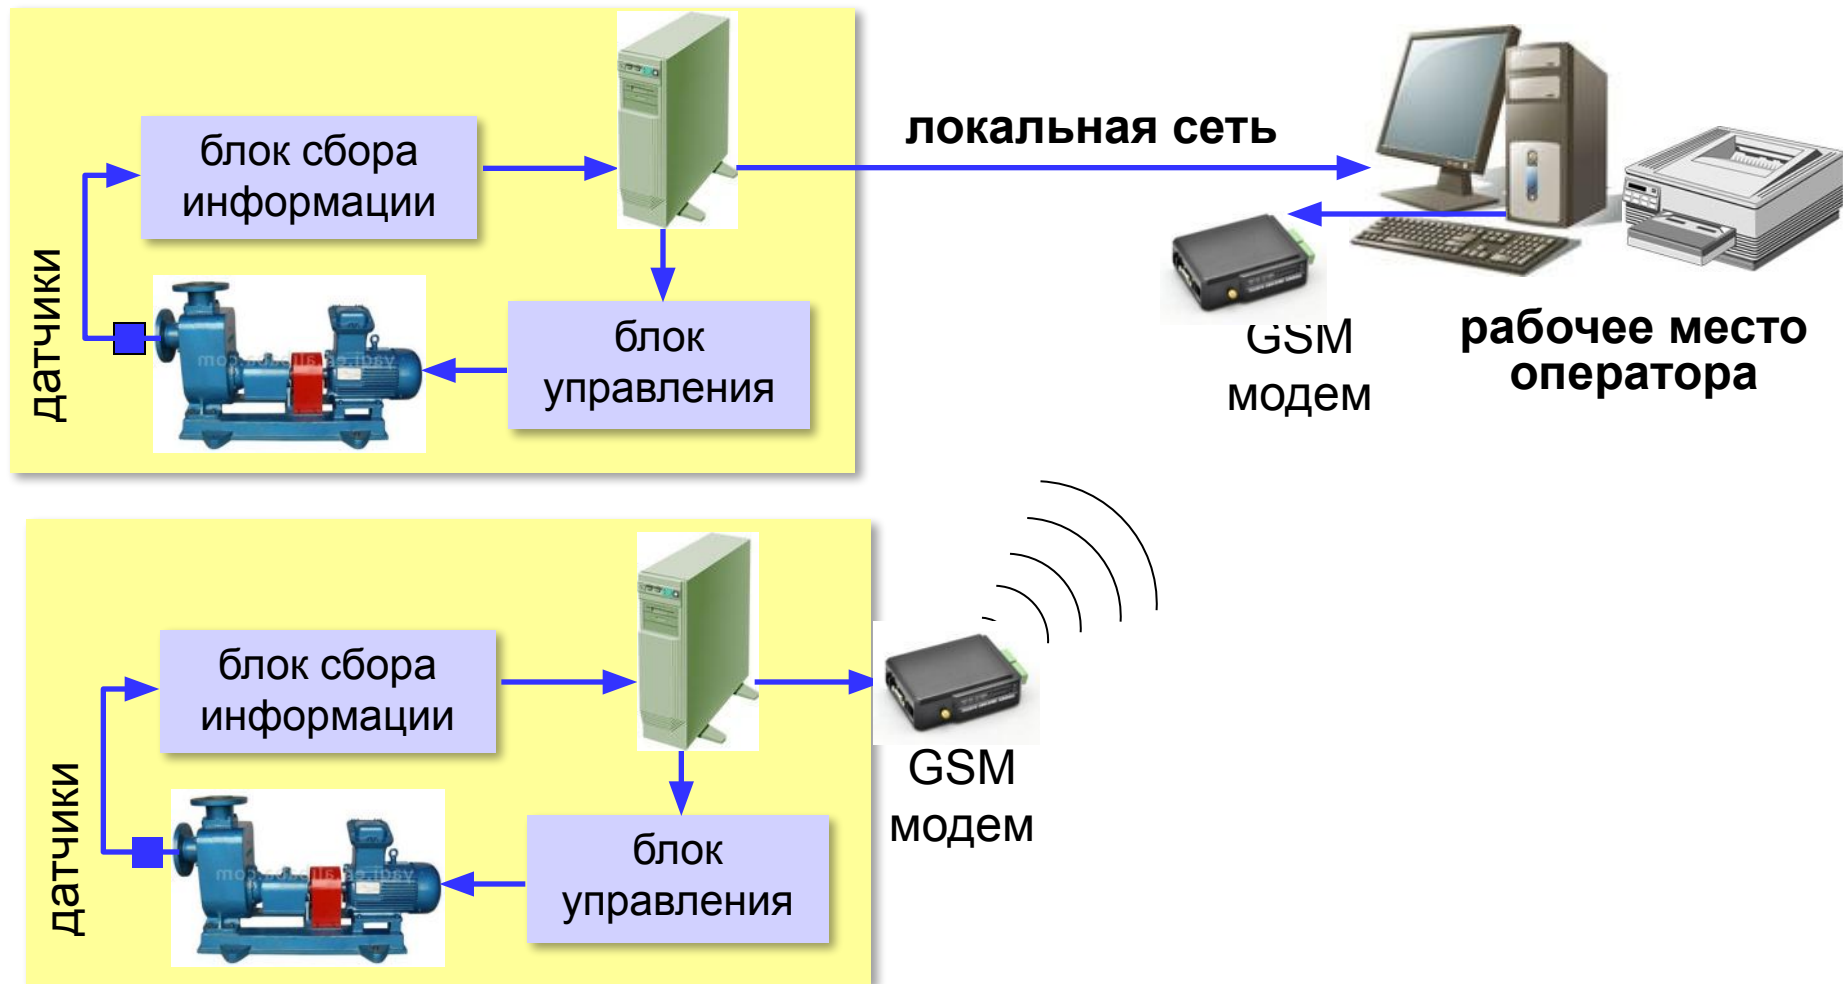 локальная сеть
блок сбора
информации
датчики
блок
управления
GSM
модем
рабочее место
оператора
блок сбора
информации
датчики
блок
управления
GSM
модем